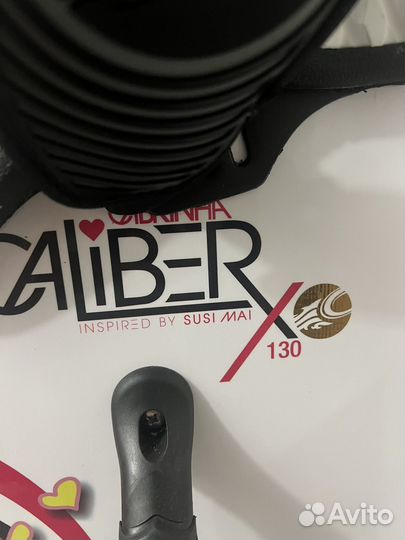 CABRINHA
CALIBER
INSPIRED BY SUSI MAI
X
130
Avito